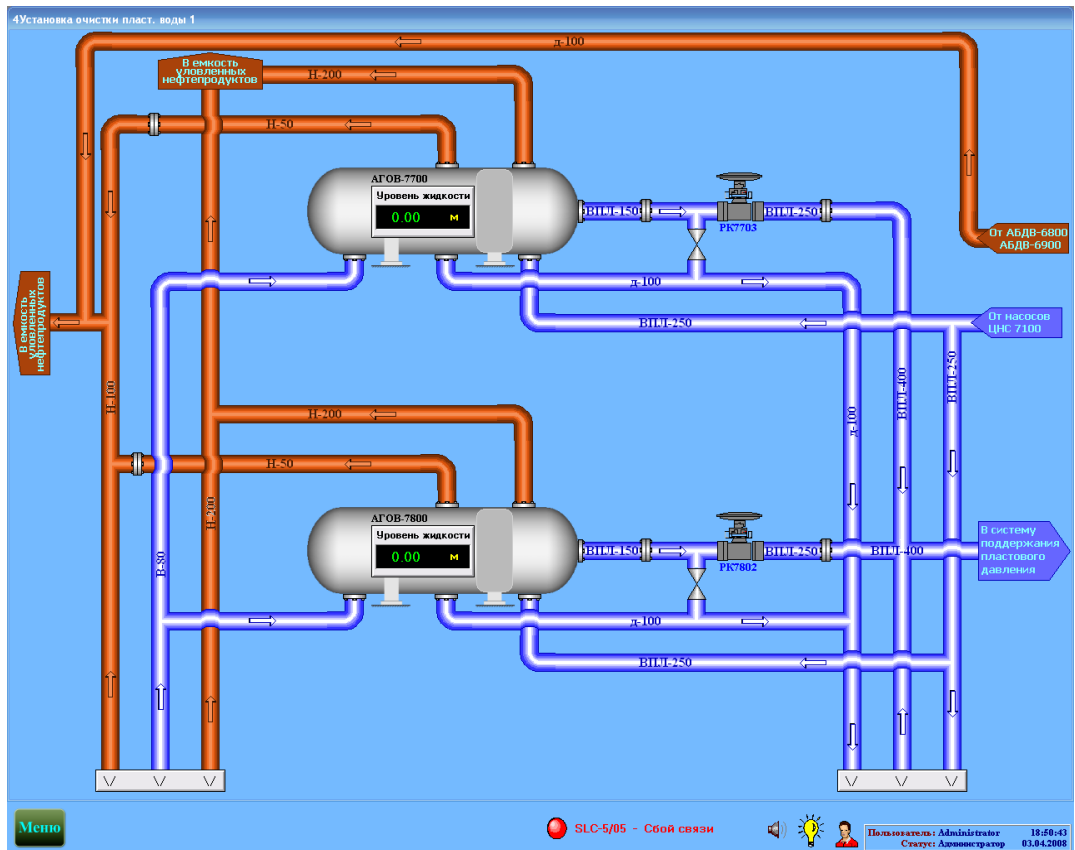 4Установка очистки пласт. воды 1
д-100
В емкость
уловленных
нефтепродуктов
Н-200
Н-50
АГОВ-7700
Уровень жидкости
0.00 м
ВПЛ-150
ВПЛ-250
РК7703
От АБДВ-6800
АБДВ-6900
д-100
В емкость
уловленных
нефтепродуктов
ВПЛ-250
От насосов
ЦНС 7100
Н-100
ВПЛ-400
ВПЛ-250
д-100
Н-200
Н-50
Н-200
АГОВ-7800
Уровень жидкости
0.00 м
ВПЛ-150
ВПЛ-250
РК7802
ВПЛ-400
В систему
поддержания
пластового
давления
В-80
д-100
ВПЛ-250
Меню
SLC-5/05 - Сбой связи
Пользователь: Administrator 18:50:43
Статус: Администратор 03.04.2008